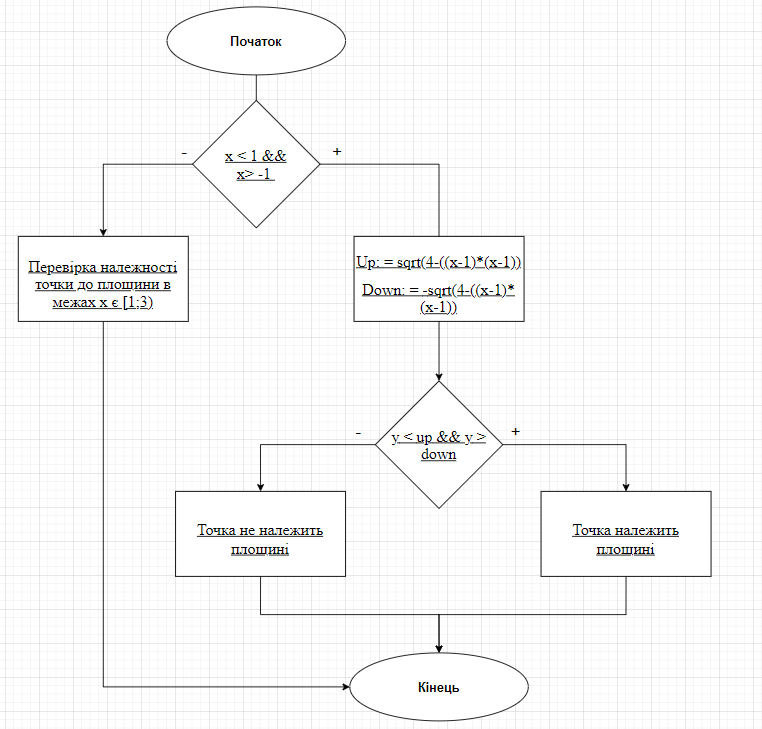 Початок
-
x < 1 &&
x> -1
+
Перевірка належності
точки до площини в
межах x є [1;3)
Up: = sqrt(4-((x-1)*(x-1))
Down: = -sqrt(4-((x-1)*
(x-1))
-
y < up && y >
down
+
Точка не належить
площині
Точка належить
площині
Кінець